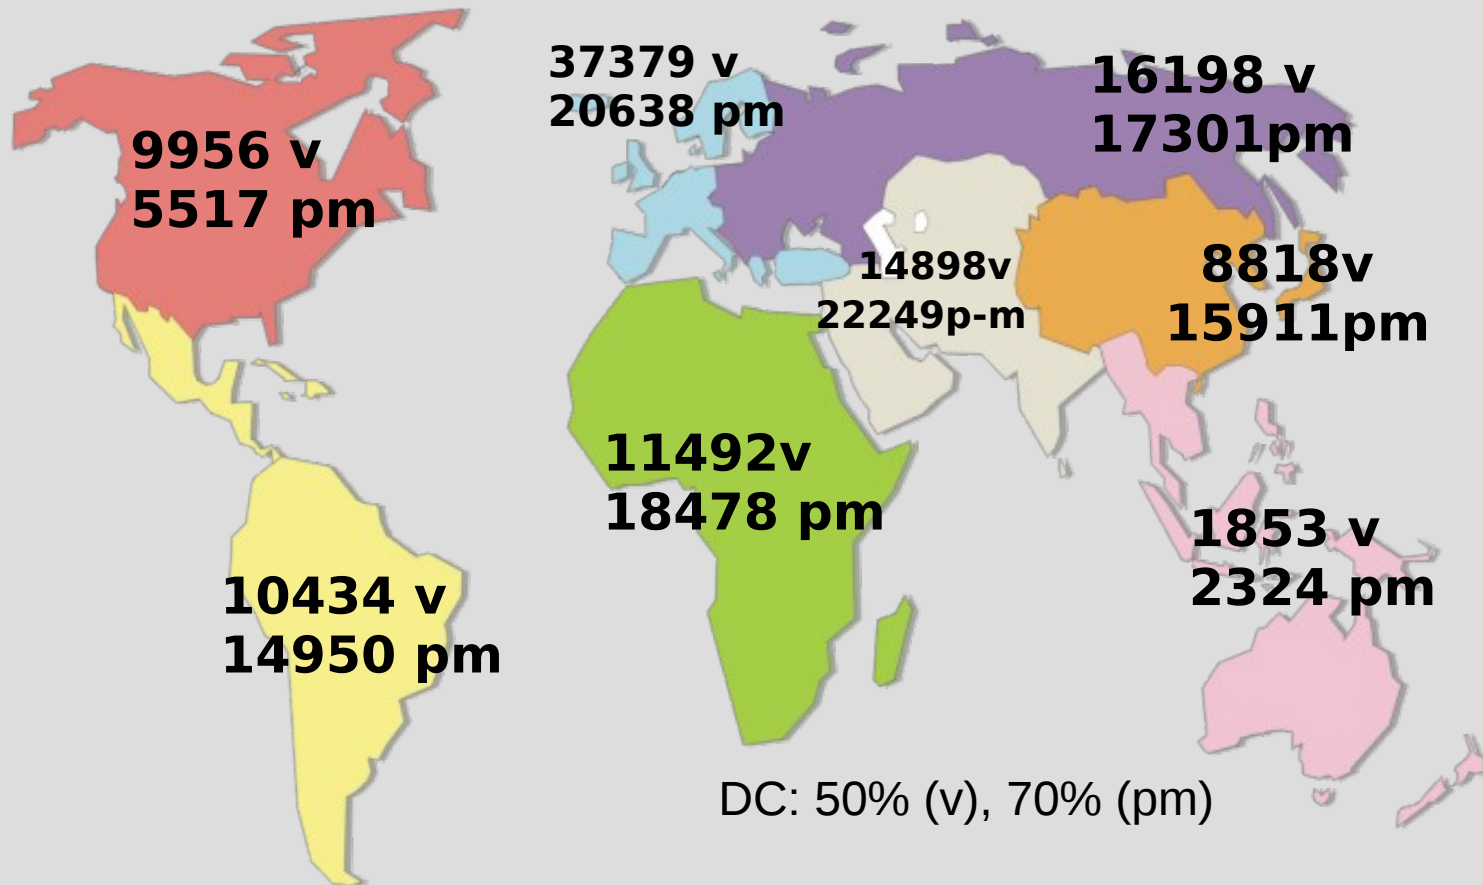 37379 v
20638 pm
16198 v
17301pm
9956 v
5517 pm
14898v
22249p-m
8818v
15911pm
11492v
18478 pm
1853 v
2324 pm
10434 v
14950 pm
DC: 50% (v), 70% (pm)